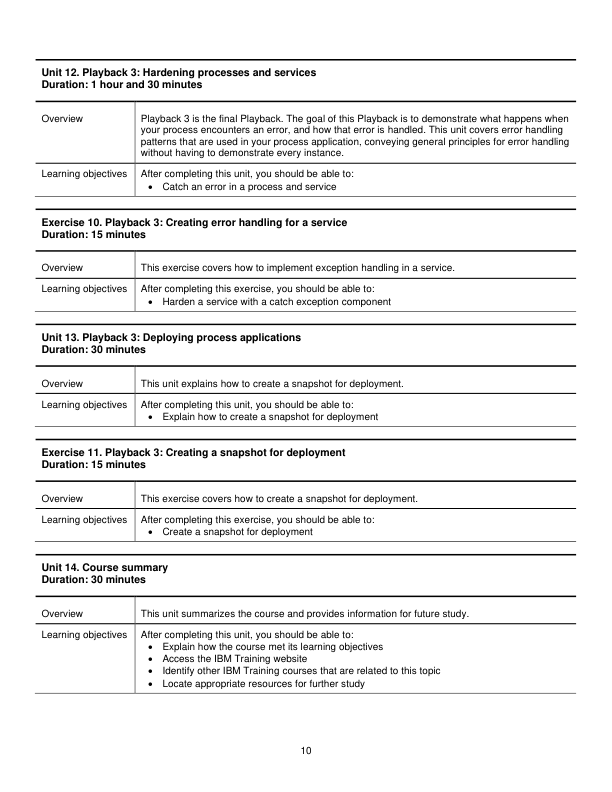 Unit 12. Playback 3: Hardening processes and services
Duration: 1 hour and 30 minutes
Overview
Playback 3 is the final Playback. The goal of this Playback is to demonstrate what happens when
your process encounters an error, and how that error is handled. This unit covers error handling
patterns that are used in your process application, conveying general principles for error handling
without having to demonstrate every instance.
Learning objectives
After completing this unit, you should be able to:
• Catch an error in a process and service
Exercise 10. Playback 3: Creating error handling for a service
Duration: 15 minutes
Overview
This exercise covers how to implement exception handling in a service.
Learning objectives
After completing this exercise, you should be able to:
• Harden a service with a catch exception component
Unit 13. Playback 3: Deploying process applications
Duration: 30 minutes
Overview
This unit explains how to create a snapshot for deployment.
Learning objectives
After completing this unit, you should be able to:
• Explain how to create a snapshot for deployment
Exercise 11. Playback 3: Creating a snapshot for deployment
Duration: 15 minutes
Overview
This exercise covers how to create a snapshot for deployment.
Learning objectives
After completing this exercise, you should be able to:
• Create a snapshot for deployment
Unit 14. Course summary
Duration: 30 minutes
Overview
This unit summarizes the course and provides information for future study.
Learning objectives
After completing this unit, you should be able to:
• Explain how the course met its learning objectives
• Access the IBM Training website
• Identify other IBM Training courses that are related to this topic
• Locate appropriate resources for further study
10